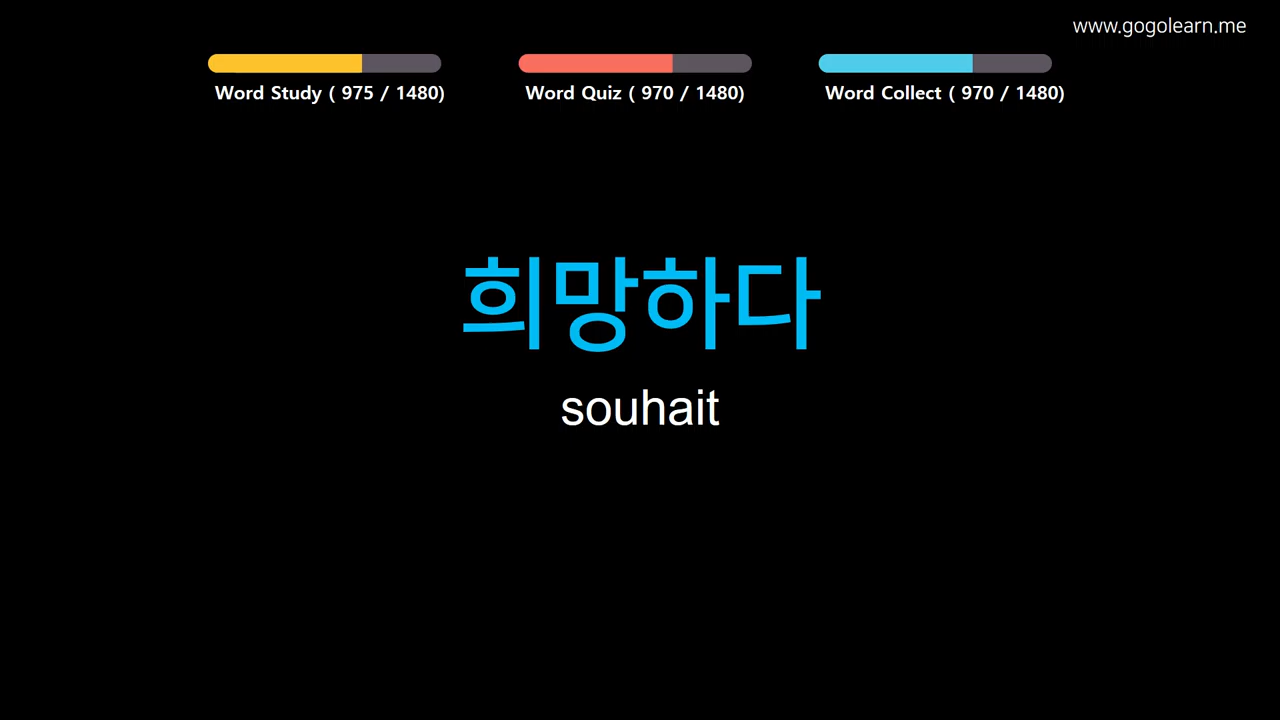 www.gogolearn.me
Word Study ( 975 / 1480)
Word Quiz ( 970 / 1480)
Word Collect ( 970 / 1480)
희망하다
souhait